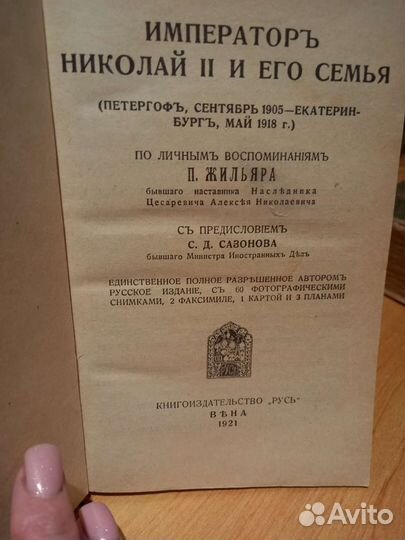 ИМПЕРАТОРЪ
НИКОЛАЙ II И ЕГО СЕМЬЯ
(ПЕТЕРГОФЪ, СЕНТЯБРЬ 1905—ЕКАТЕРИН-
БУРГЪ, МАЙ 1918 г.)
ПО ЛИЧНЫМЪ ВОСПОМИНАНІЯМЪ
П. ЖИЛЬЯРА
бывшаго наставника Наслѣдника
Цесаревича Алексѣя Николаевича
СЪ ПРЕДИСЛОВІЕМЪ
С. Д. САЗОНОВА
бывшаго Министра Иностранныхъ Дѣлъ
ЕДИНСТВЕННОЕ ПОЛНОЕ РАЗРѢШЕННОЕ АВТОРОМЪ
РУССКОЕ ИЗДАНІЕ, СЪ 60 ФОТОГРАФИЧЕСКИМИ
СНИМКАМИ, 2 ФАКСИМИЛЕ, 1 КАРТОЙ И 3 ПЛАНАМИ
КНИГОИЗДАТЕЛЬСТВО „РУСЬ"
ВѢНА
1921
Avito